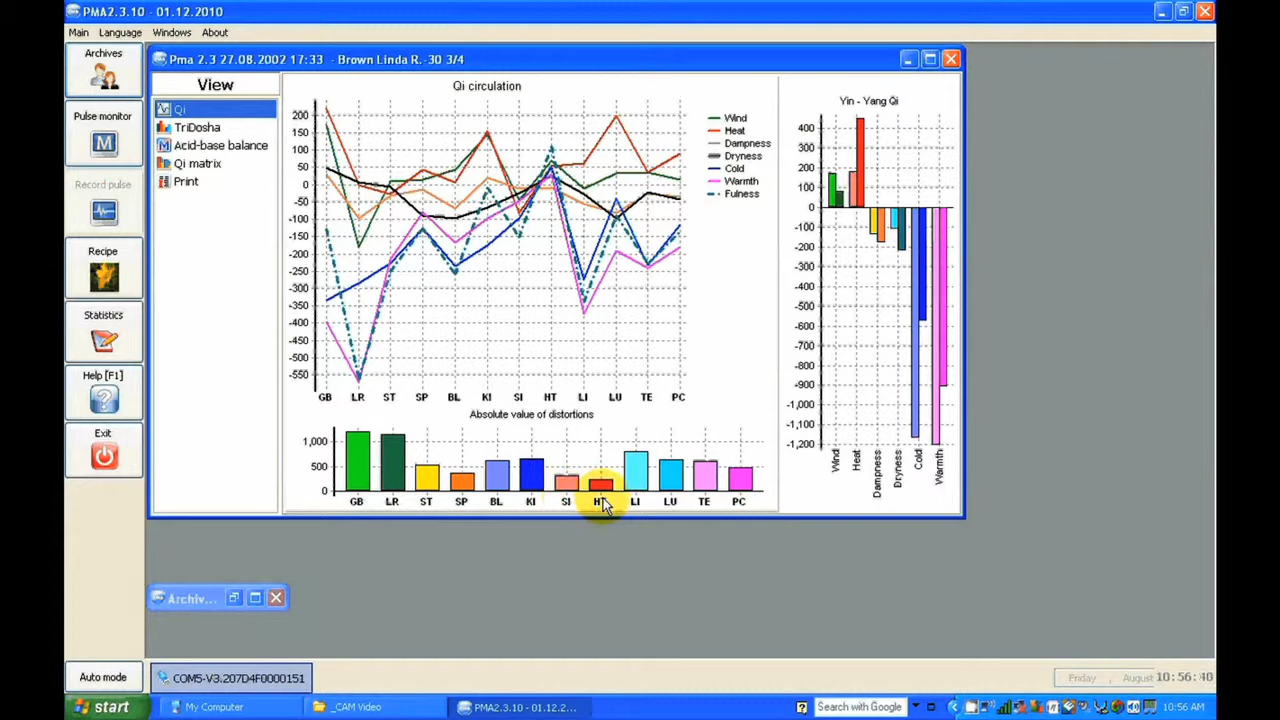 PMA2.3.10 - 01.12.2010
Main Language Windows About
Archives
Pulse monitor
Record pulse
Recipe
Statistics
Help [F1]
Exit
Auto mode
Pma 2.3 27.08.2002 17:33 - Brown Linda R.-30 3/4
View
Qi
TriDosha
Acid-base balance
Qi matrix
Print
Qi circulation
200
150
100
50
0
-50
-100
-150
-200
-250
-300
-350
-400
-450
-500
-550
GB LR ST SP BL KI SI HT LI LU TE PC
Wind
Heat
Dampness
Dryness
Cold
Warmth
Fulness
Absolute value of distortions
1,000
500
0
GB LR ST SP BL KI SI HT LI LU TE PC
Yin - Yang Qi
400
300
200
100
0
-100
-200
-300
-400
-500
-600
-700
-800
-900
-1,000
-1,100
-1,200
Wind Heat Dampness Dryness Cold Warmth
Archiv...
COM5-V3.207D4F0000151
Friday , August 10:56:40
start My Computer _CAM Video PMA2.3.10 - 01.12.2... Search with Google 10:56 AM